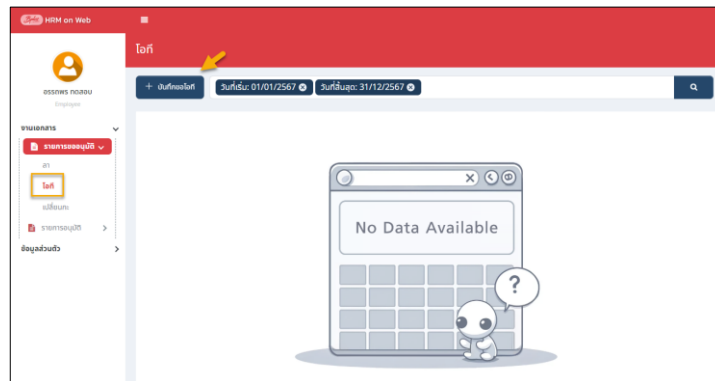 HRM on Web
โอที
อรรถพร ทดสอบ
Employee
งานเอกสาร
รายการขออนุมัติ
ลา
โอที
เปลี่ยนกะ
รายการอนุมัติ
ข้อมูลส่วนตัว
+ บันทึกขอโอที
วันที่เริ่ม: 01/01/2567
วันที่สิ้นสุด: 31/12/2567
No Data Available
?